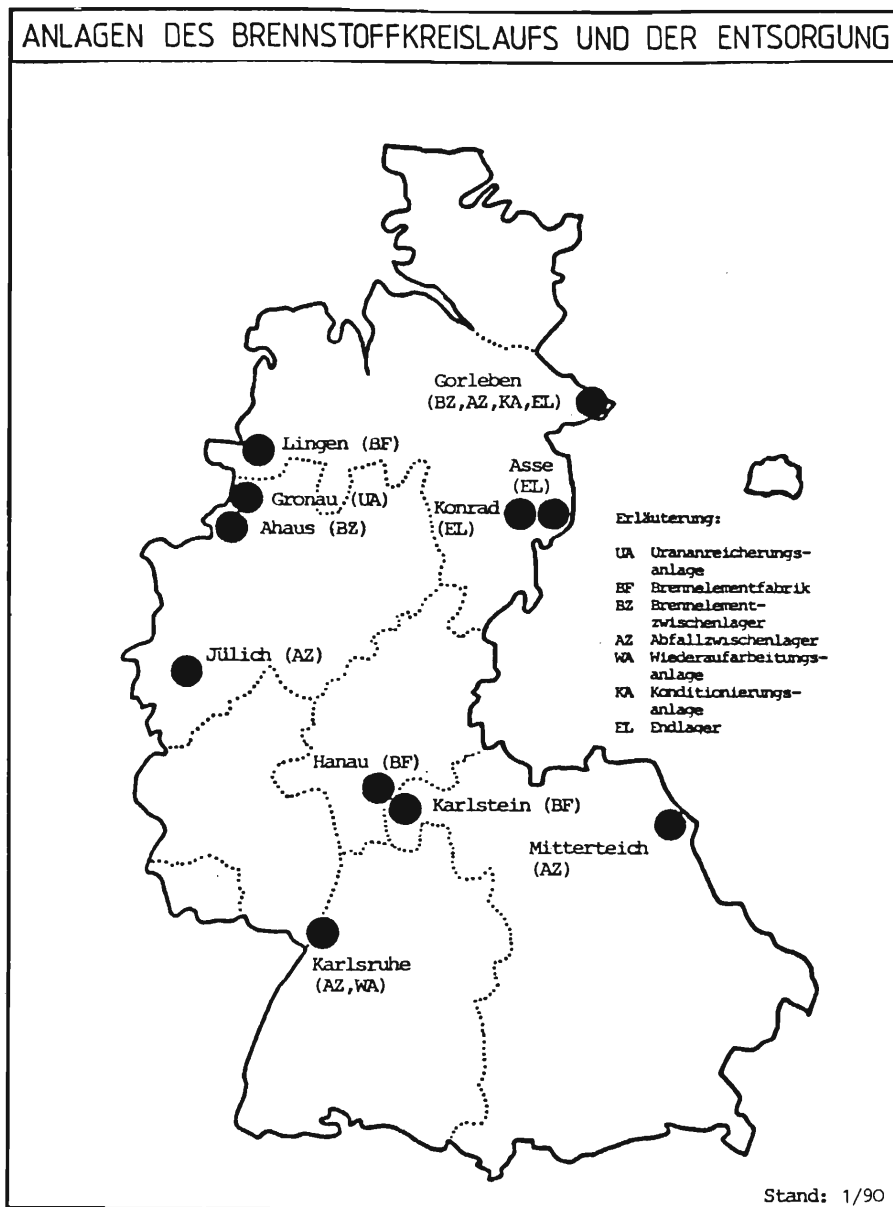 ANLAGEN DES BRENNSTOFFKREISLAUFS UND DER ENTSORGUNG
Gorleben
(BZ,AZ,KA,EL)
Lingen (BF)
Gronau (UA)
Ahaus (BZ)
Asse
(EL)
Konrad
(EL)
Erläuterung:
UA Urananreicherungs-
anlage
BF Brennelementfabrik
BZ Brennelement-
zwischenlager
AZ Abfallzwischenlager
WA Wiederaufarbeitungs-
anlage
KA Konditionierungs-
anlage
EL Endlager
Jülich (AZ)
Hanau (BF)
Karlstein (BF)
Mitterteich
(AZ)
Karlsruhe
(AZ,WA)
Stand: 1/90